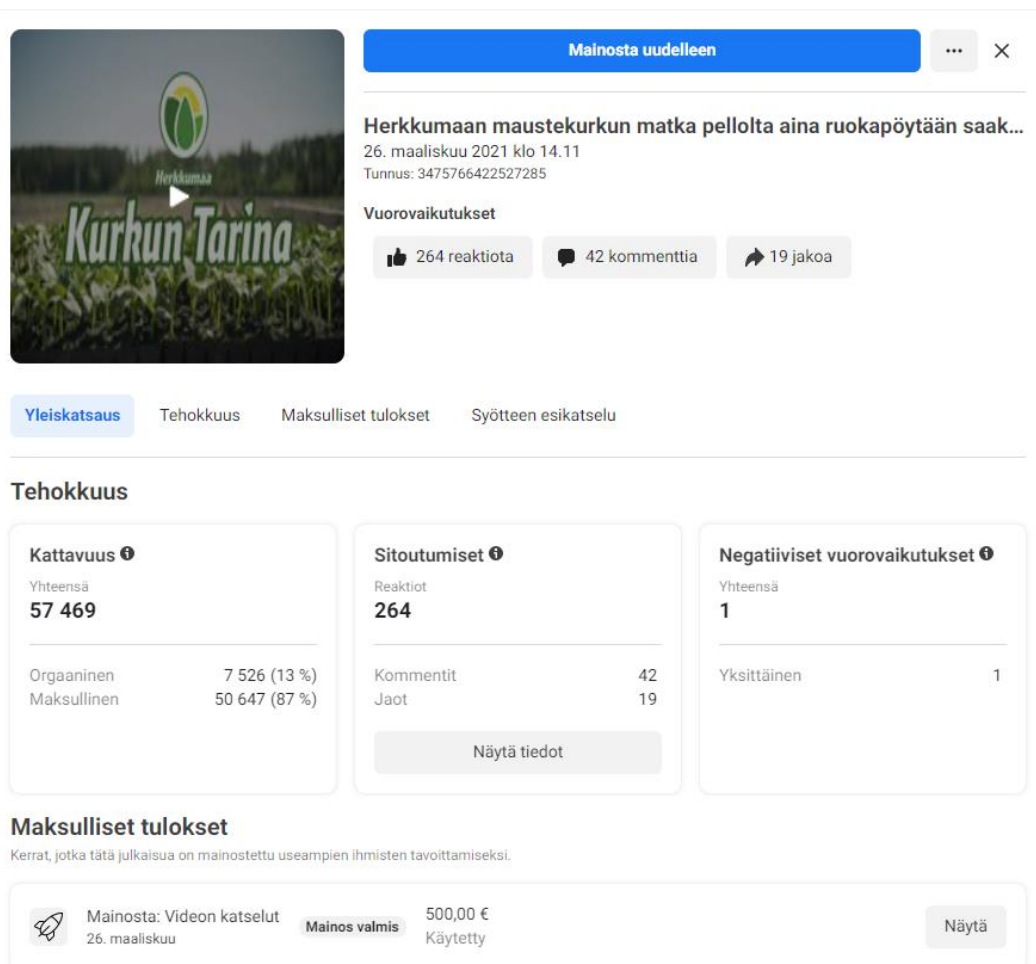 Mainosta uudelleen
Herkkumaan maustekurkun matka pellolta aina ruokapöytään saak...
26. maaliskuu 2021 klo 14.11
Tunnus: 3475766422527285
Vuorovaikutukset
264 reaktiota
42 kommenttia
19 jakoa
Herkkumaa
Kurkun Tarina
Yleiskatsaus
Tehokkuus
Maksulliset tulokset
Syötteen esikatselu
Tehokkuus
Kattavuus
Yhteensä
57 469
Orgaaninen 7 526 (13 %)
Maksullinen 50 647 (87 %)
Sitoutumiset
Reaktiot
264
Kommentit 42
Jaot 19
Näytä tiedot
Negatiiviset vuorovaikutukset
Yhteensä
1
Yksittäinen 1
Maksulliset tulokset
Kerrat, jotka tätä julkaisua on mainostettu useampien ihmisten tavoittamiseksi.
Mainosta: Videon katselut
26. maaliskuu
Mainos valmis
500,00 €
Käytetty
Näytä